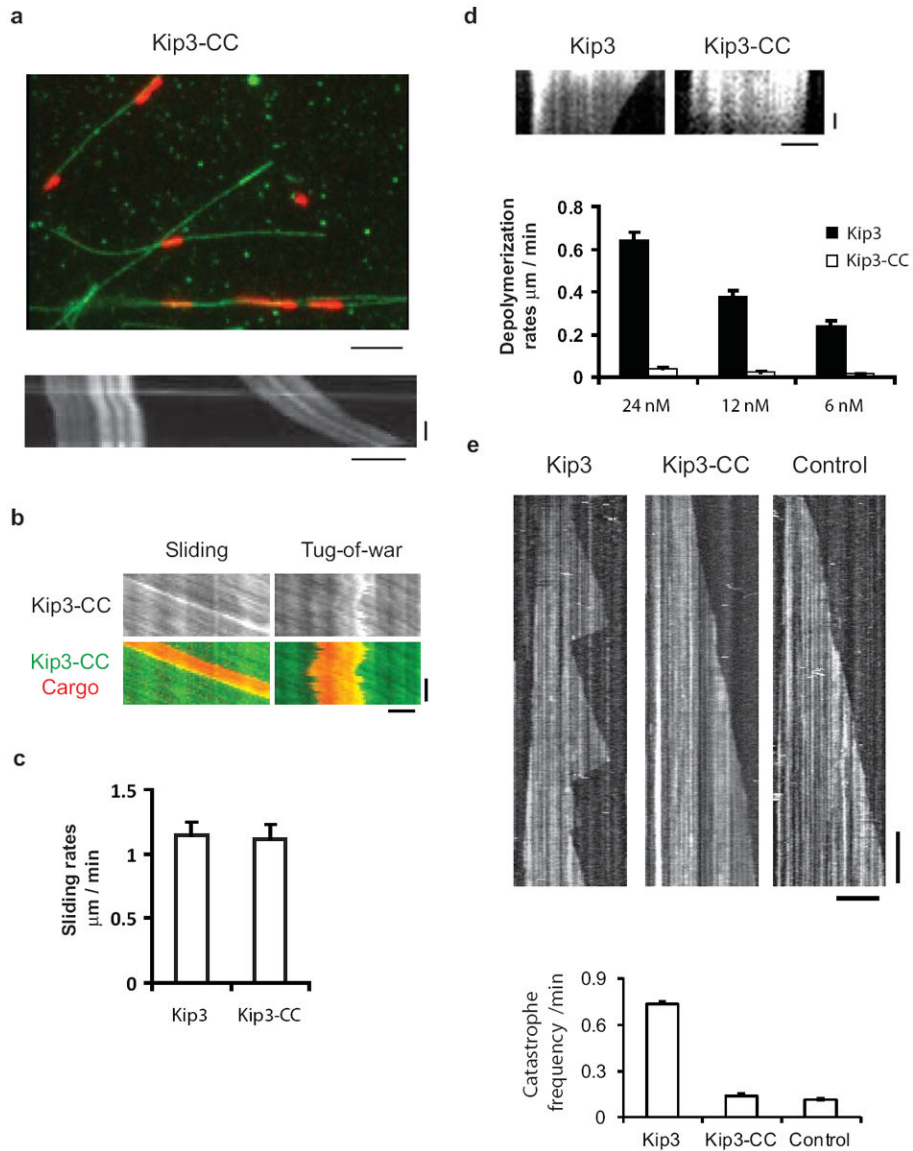 a
Kip3-CC
b
Sliding Tug-of-war
Kip3-CC
Kip3-CC
Cargo
c
1.5
1
0.5
0
Sliding rates
μm / min
Kip3 Kip3-CC
d
Kip3 Kip3-CC
0.8
0.6
0.4
0.2
0
Depolymerization
rates μm / min
Kip3
Kip3-CC
24 nM 12 nM 6 nM
e
Kip3 Kip3-CC Control
0.9
0.6
0.3
0
Catastrophe
frequency /min
Kip3 Kip3-CC Control